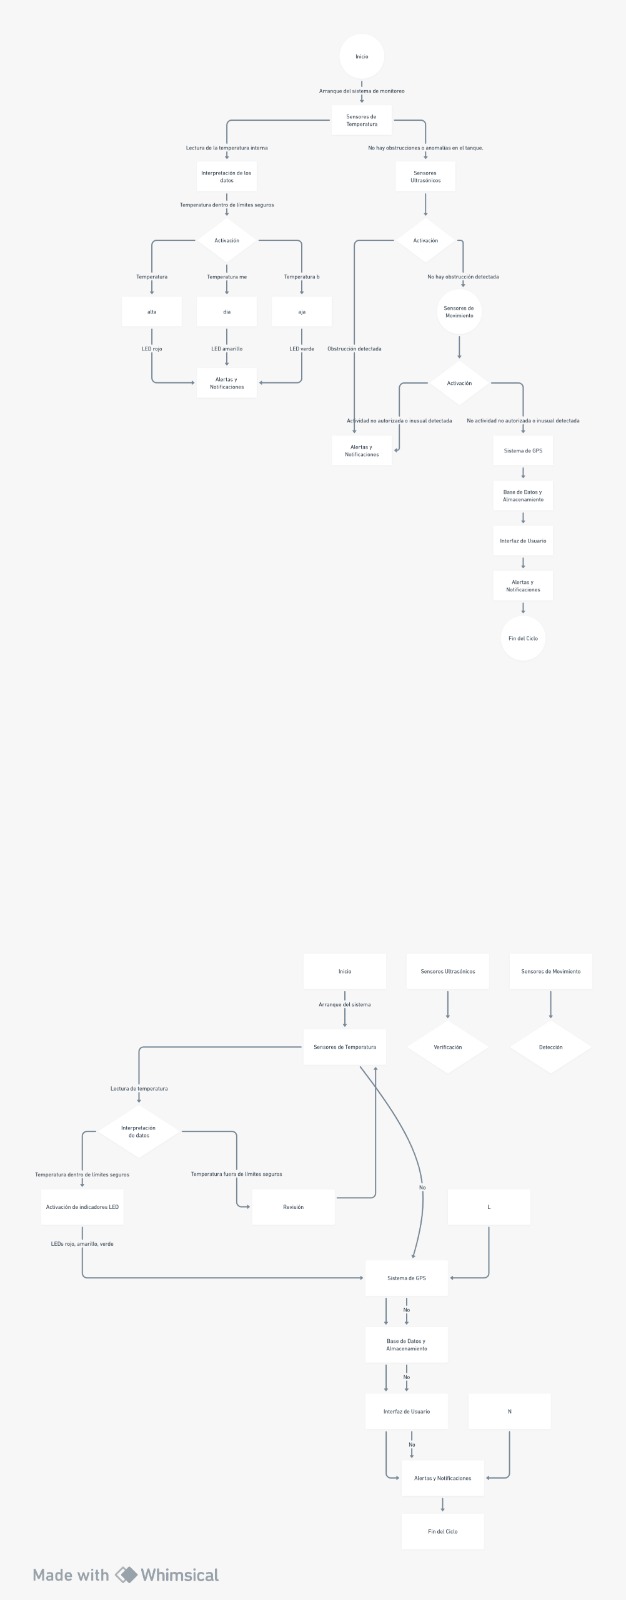 Inicio
Arranque del sistema de monitoreo
Sensores de
Temperatura
Lectura de la temperatura interna
No hay obstrucciones o anomalías en el tanque.
Interpretación de los
datos
Sensores
Ultrasónicos
Temperatura dentro de límites seguros
Activación
Activación
Temperatura
Temperatura me
Temperatura b
No hay obstrucción detectada
alta
dia
aja
Sensores de
Movimiento
LED rojo
LED amarillo
LED verde
Obstrucción detectada
Alertas y
Notificaciones
Activación
Actividad no autorizada o inusual detectada
No actividad no autorizada o inusual detectada
Alertas y
Notificaciones
Sistema de GPS
Base de Datos y
Almacenamiento
Interfaz de Usuario
Alertas y
Notificaciones
Fin del Ciclo
Inicio
Sensores Ultrasónicos
Sensores de Movimiento
Arranque del sistema
Sensores de Temperatura
Verificación
Detección
Lectura de temperatura
Interpretación
de datos
Temperatura dentro de límites seguros
Temperatura fuera de límites seguros
No
Activación de indicadores LED
Revisión
L
LEDs rojo, amarillo, verde
Sistema de GPS
No
Base de Datos y
Almacenamiento
No
Interfaz de Usuario
N
No
Alertas y Notificaciones
Fin del Ciclo
Made with Whimsical